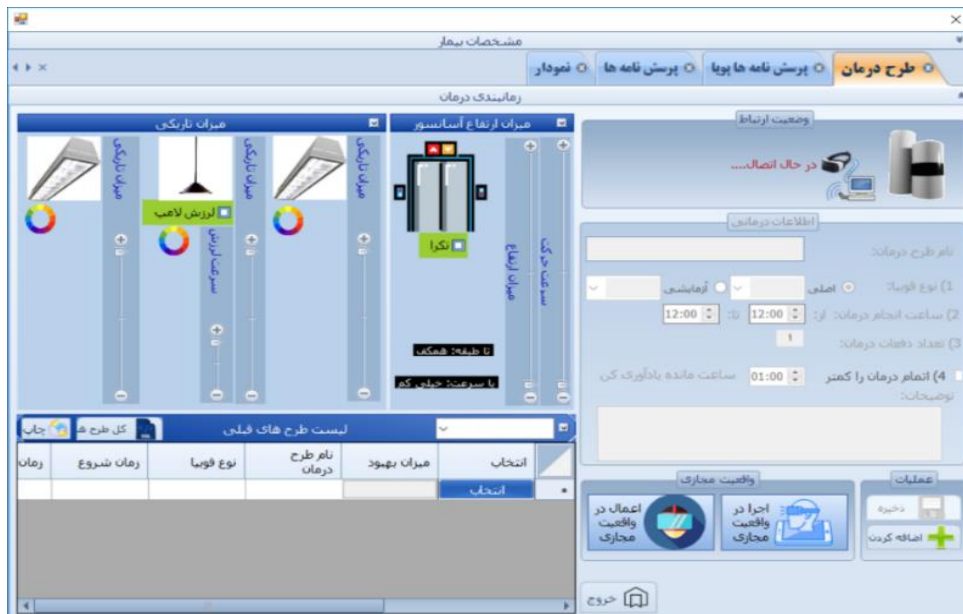 مشخصات بیمار
طرح درمان
پرسش نامه ها پویا
پرسش نامه ها
نمودار
زمانبندی درمان
وضعیت ارتباط
در حال اتصال....
اطلاعات درمانی
نام طرح درمان:
1) نوع فوبیا: اصلی آزمایشی
2) ساعت انجام درمان: از: 12:00 تا: 12:00
3) تعداد دفعات درمان: ۱
4) اتمام درمان را کمتر 01:00 ساعت مانده یادآوری کن
توضیحات:
عملیات
ذخیره
اضافه کردن
واقعیت مجازی
اجرا در واقعیت مجازی
اعمال در واقعیت مجازی
خروج
میزان ارتفاع آسانسور
سرعت حرکت
میزان ارتفاع
نکرا
تا طبقه: همکف
با سرعت: خیلی کم
میزان تاریکی
میزان تاریکی
میزان تاریکی
لرزش لامپ
سرعت لرزش
میزان تاریکی
لیست طرح های قبلی
کل طرح ها
چاپ
انتخاب
میزان بهبود
نام طرح درمان
نوع فوبیا
زمان شروع
زمان
انتخاب